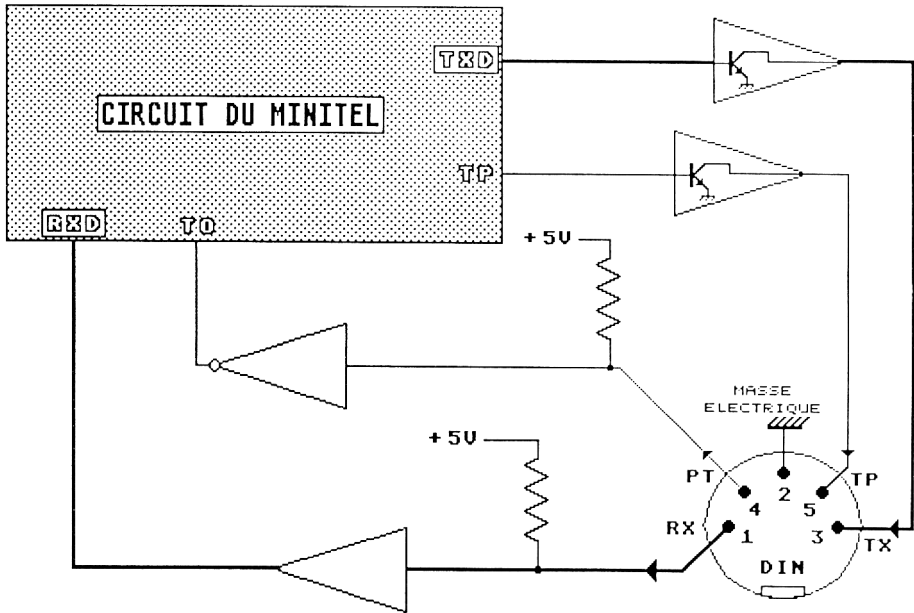 TXD
CIRCUIT DU MINITEL
TP
RXD
TO
+5V
MASSE
ELECTRIQUE
+5V
PT
TP
4
2
5
RX
1
3
TX
DIN